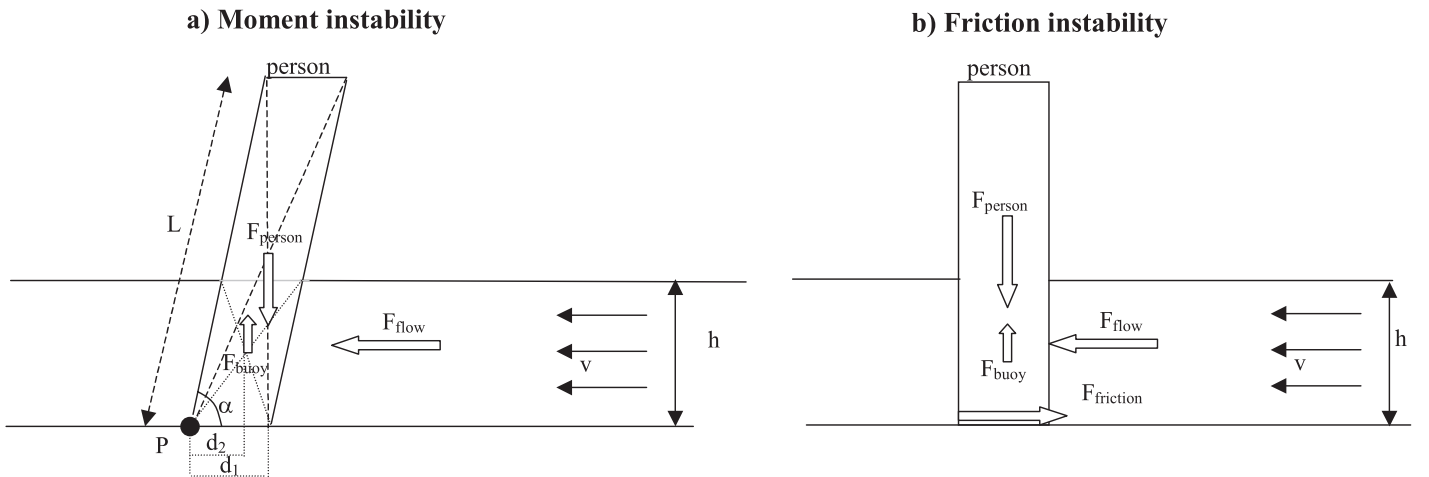 a) Moment instability
person
L
F_person
F_flow
v
h
F_buoy
α
P
d_2
d_1
b) Friction instability
person
F_person
F_flow
v
h
F_buoy
F_friction